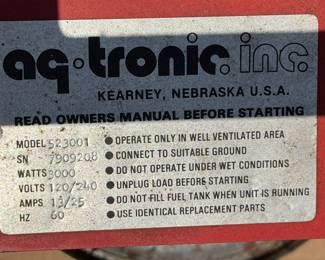 ag·tronic, inc.
KEARNEY, NEBRASKA U.S.A.
READ OWNERS MANUAL BEFORE STARTING
MODEL 523001 ● OPERATE ONLY IN WELL VENTILATED AREA
SN 7909208 ● CONNECT TO SUITABLE GROUND
WATTS 3000 ● DO NOT OPERATE UNDER WET CONDITIONS
VOLTS 120/240 ● UNPLUG LOAD BEFORE STARTING
AMPS 13/25 ● DO NOT FILL FUEL TANK WHEN UNIT IS RUNNING
HZ 60 ● USE IDENTICAL REPLACEMENT PARTS